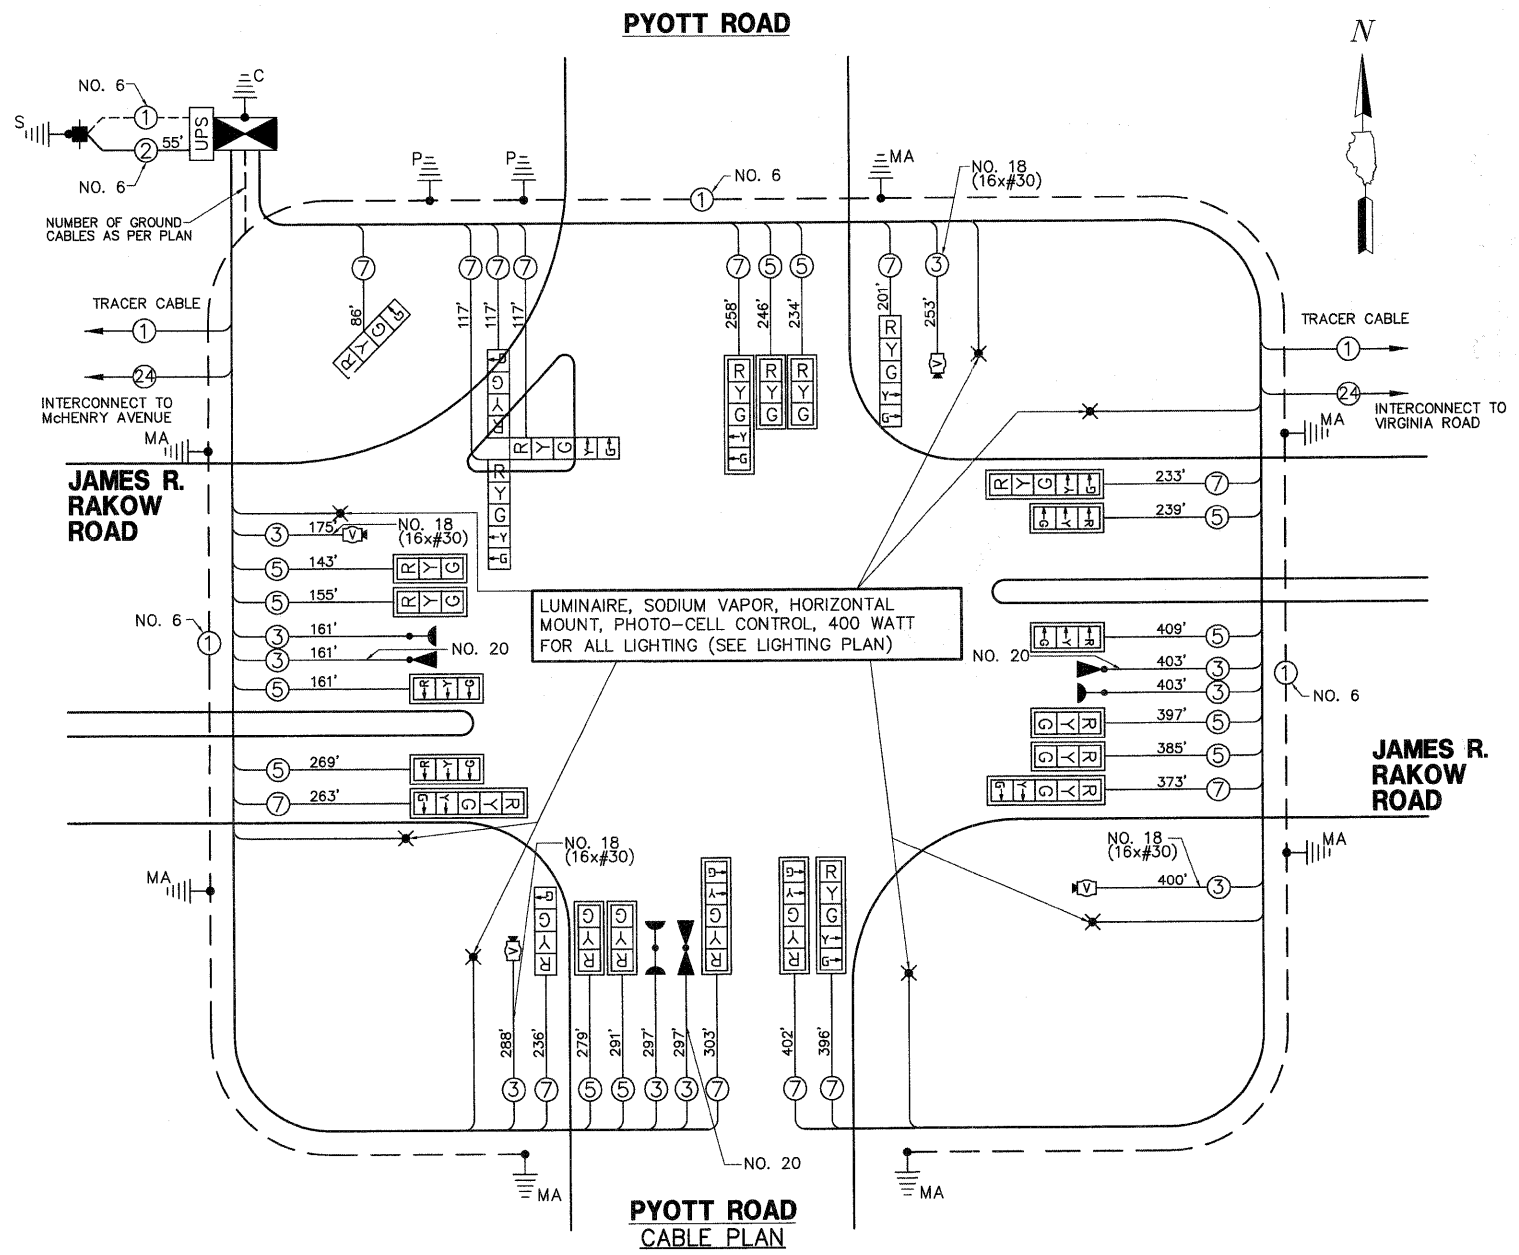 PYOTT ROAD
N
NO. 6
C
S
1
UPS
2
55'
NO. 6
NUMBER OF GROUND
CABLES AS PER PLAN
P
P
1
NO. 6
MA
NO. 18
(16x#30)
7
7
7
7
7
5
5
7
3
86'
117'
117'
117'
258'
246'
234'
201'
253'
R Y G G
G G Y R
R Y G Y G
R Y G Y G
R Y G Y G
R Y G
R Y G
R Y G Y G
V
TRACER CABLE
1
24
INTERCONNECT TO
McHENRY AVENUE
MA
TRACER CABLE
1
24
INTERCONNECT TO
VIRGINIA ROAD
MA
JAMES R.
RAKOW
ROAD
3
175'
V
NO. 18
(16x#30)
5
143'
R Y G
5
155'
R Y G
NO. 6
1
3
161'
3
161'
NO. 20
5
161'
R Y G
5
269'
R Y G
7
263'
G Y G Y R
MA
R Y G Y G
233'
7
G Y R
239'
5
LUMINAIRE, SODIUM VAPOR, HORIZONTAL
MOUNT, PHOTO-CELL CONTROL, 400 WATT
FOR ALL LIGHTING (SEE LIGHTING PLAN)
G Y R
409'
5
NO. 20
403'
3
403'
3
1
NO. 6
G Y R
397'
5
G Y R
385'
5
G Y G Y R
373'
7
JAMES R.
RAKOW
ROAD
NO. 18
(16x#30)
MA
V
400'
3
NO. 18
(16x#30)
V
G G Y R
G Y R
G Y R
G Y G Y R
G Y G Y R
R Y G Y G
288'
236'
279'
291'
297'
297'
303'
402'
396'
3
7
5
5
3
3
7
7
7
NO. 20
MA
MA
PYOTT ROAD
CABLE PLAN